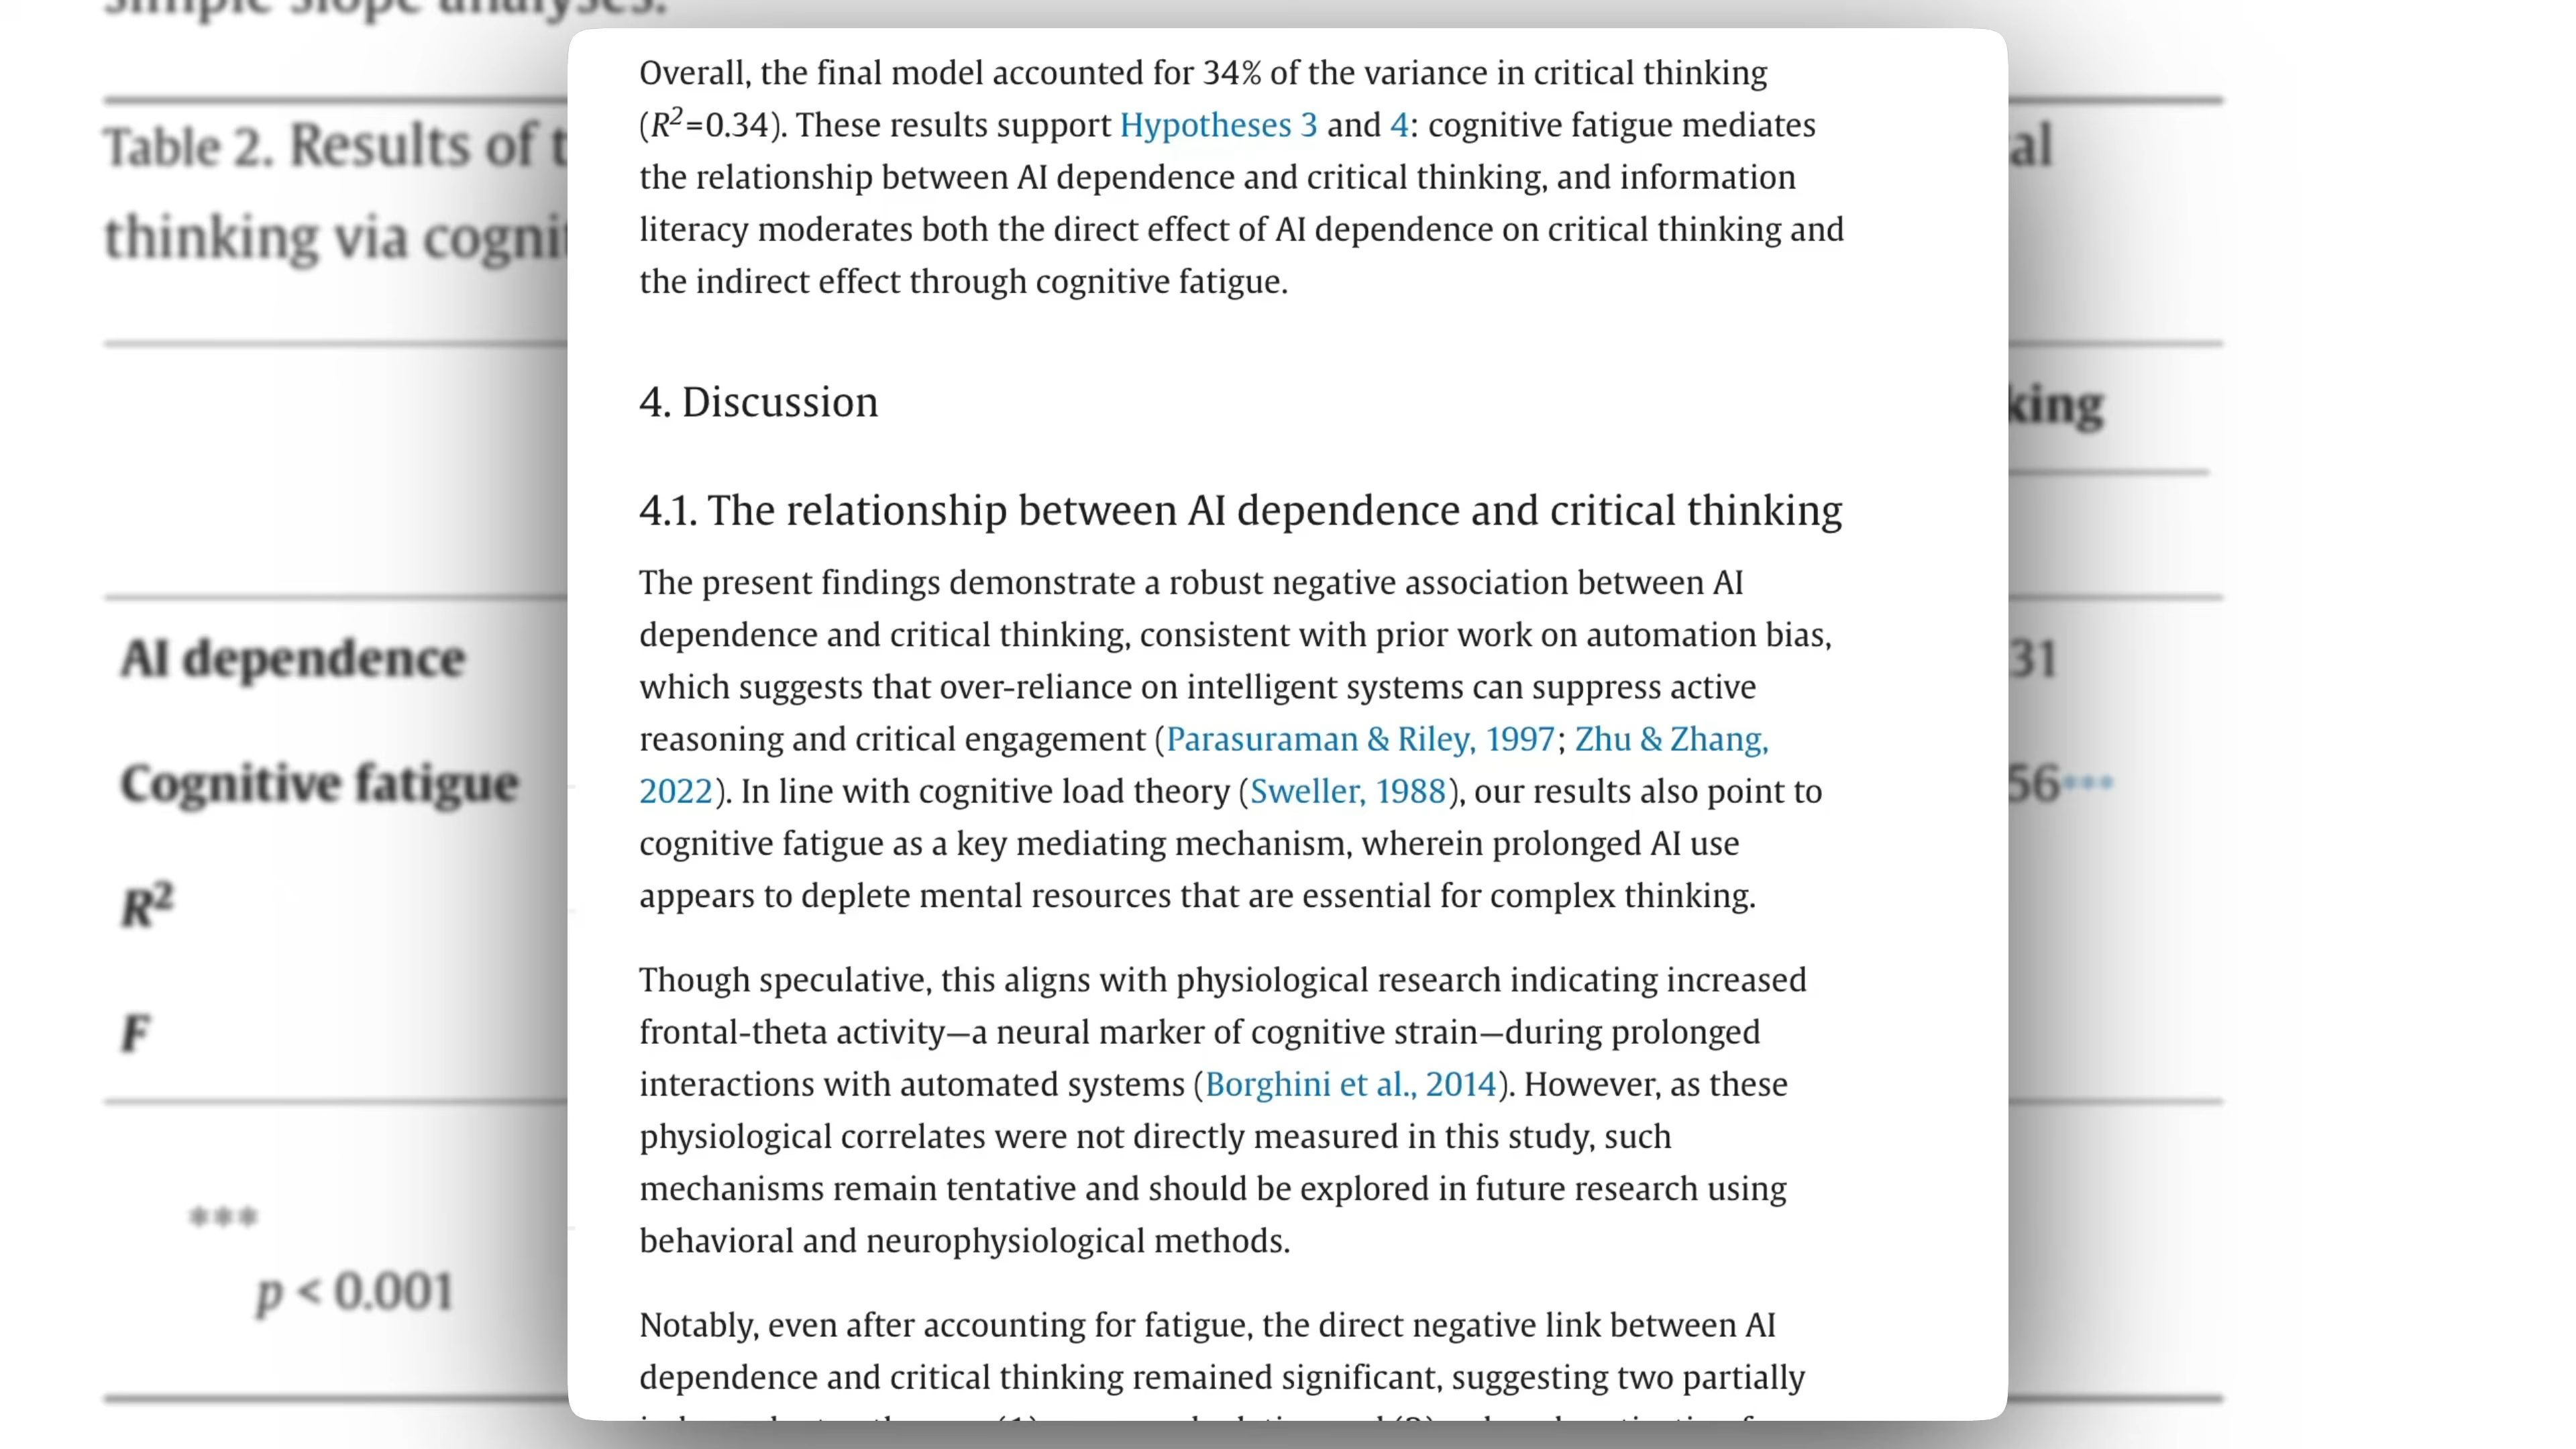 simple slope analyses.
Table 2. Results of t
al
thinking via cognit
king
AI dependence
31
Cognitive fatigue
56***
R²
F
***
p < 0.001
Overall, the final model accounted for 34% of the variance in critical thinking
(R²=0.34). These results support Hypotheses 3 and 4: cognitive fatigue mediates
the relationship between AI dependence and critical thinking, and information
literacy moderates both the direct effect of AI dependence on critical thinking and
the indirect effect through cognitive fatigue.
4. Discussion
4.1. The relationship between AI dependence and critical thinking
The present findings demonstrate a robust negative association between AI
dependence and critical thinking, consistent with prior work on automation bias,
which suggests that over-reliance on intelligent systems can suppress active
reasoning and critical engagement (Parasuraman & Riley, 1997; Zhu & Zhang,
2022). In line with cognitive load theory (Sweller, 1988), our results also point to
cognitive fatigue as a key mediating mechanism, wherein prolonged AI use
appears to deplete mental resources that are essential for complex thinking.
Though speculative, this aligns with physiological research indicating increased
frontal-theta activity—a neural marker of cognitive strain—during prolonged
interactions with automated systems (Borghini et al., 2014). However, as these
physiological correlates were not directly measured in this study, such
mechanisms remain tentative and should be explored in future research using
behavioral and neurophysiological methods.
Notably, even after accounting for fatigue, the direct negative link between AI
dependence and critical thinking remained significant, suggesting two partially